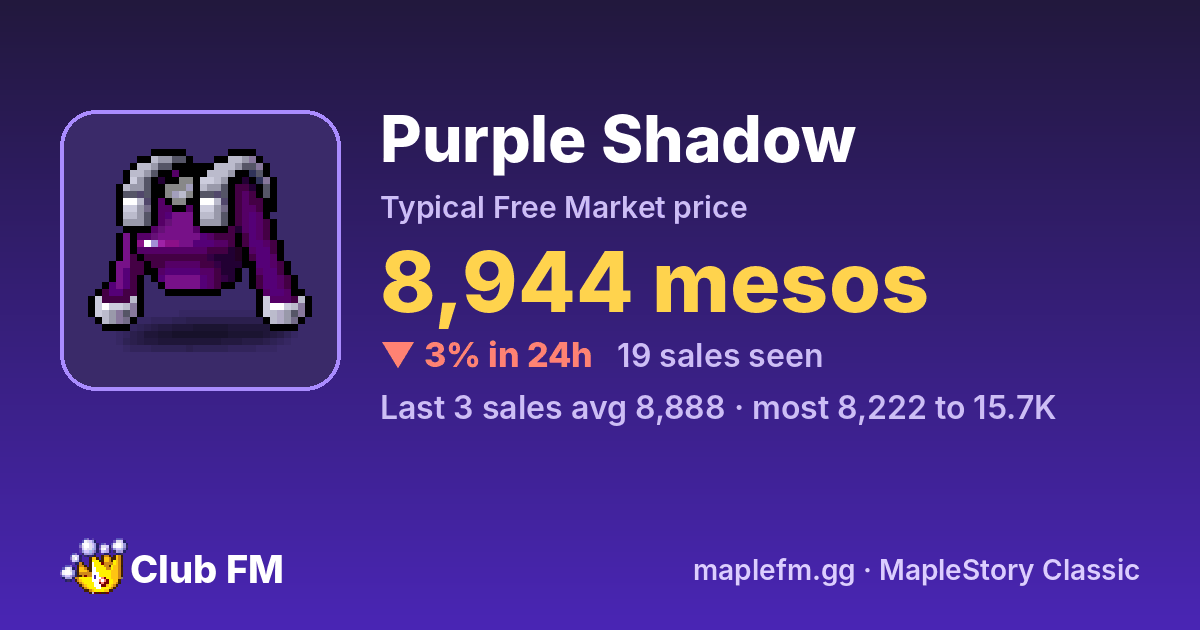 Purple Shadow
Typical Free Market price
8,944 mesos
▼ 3% in 24h 19 sales seen
Last 3 sales avg 8,888 · most 8,222 to 15.7K
Club FM
maplefm.gg · MapleStory Classic